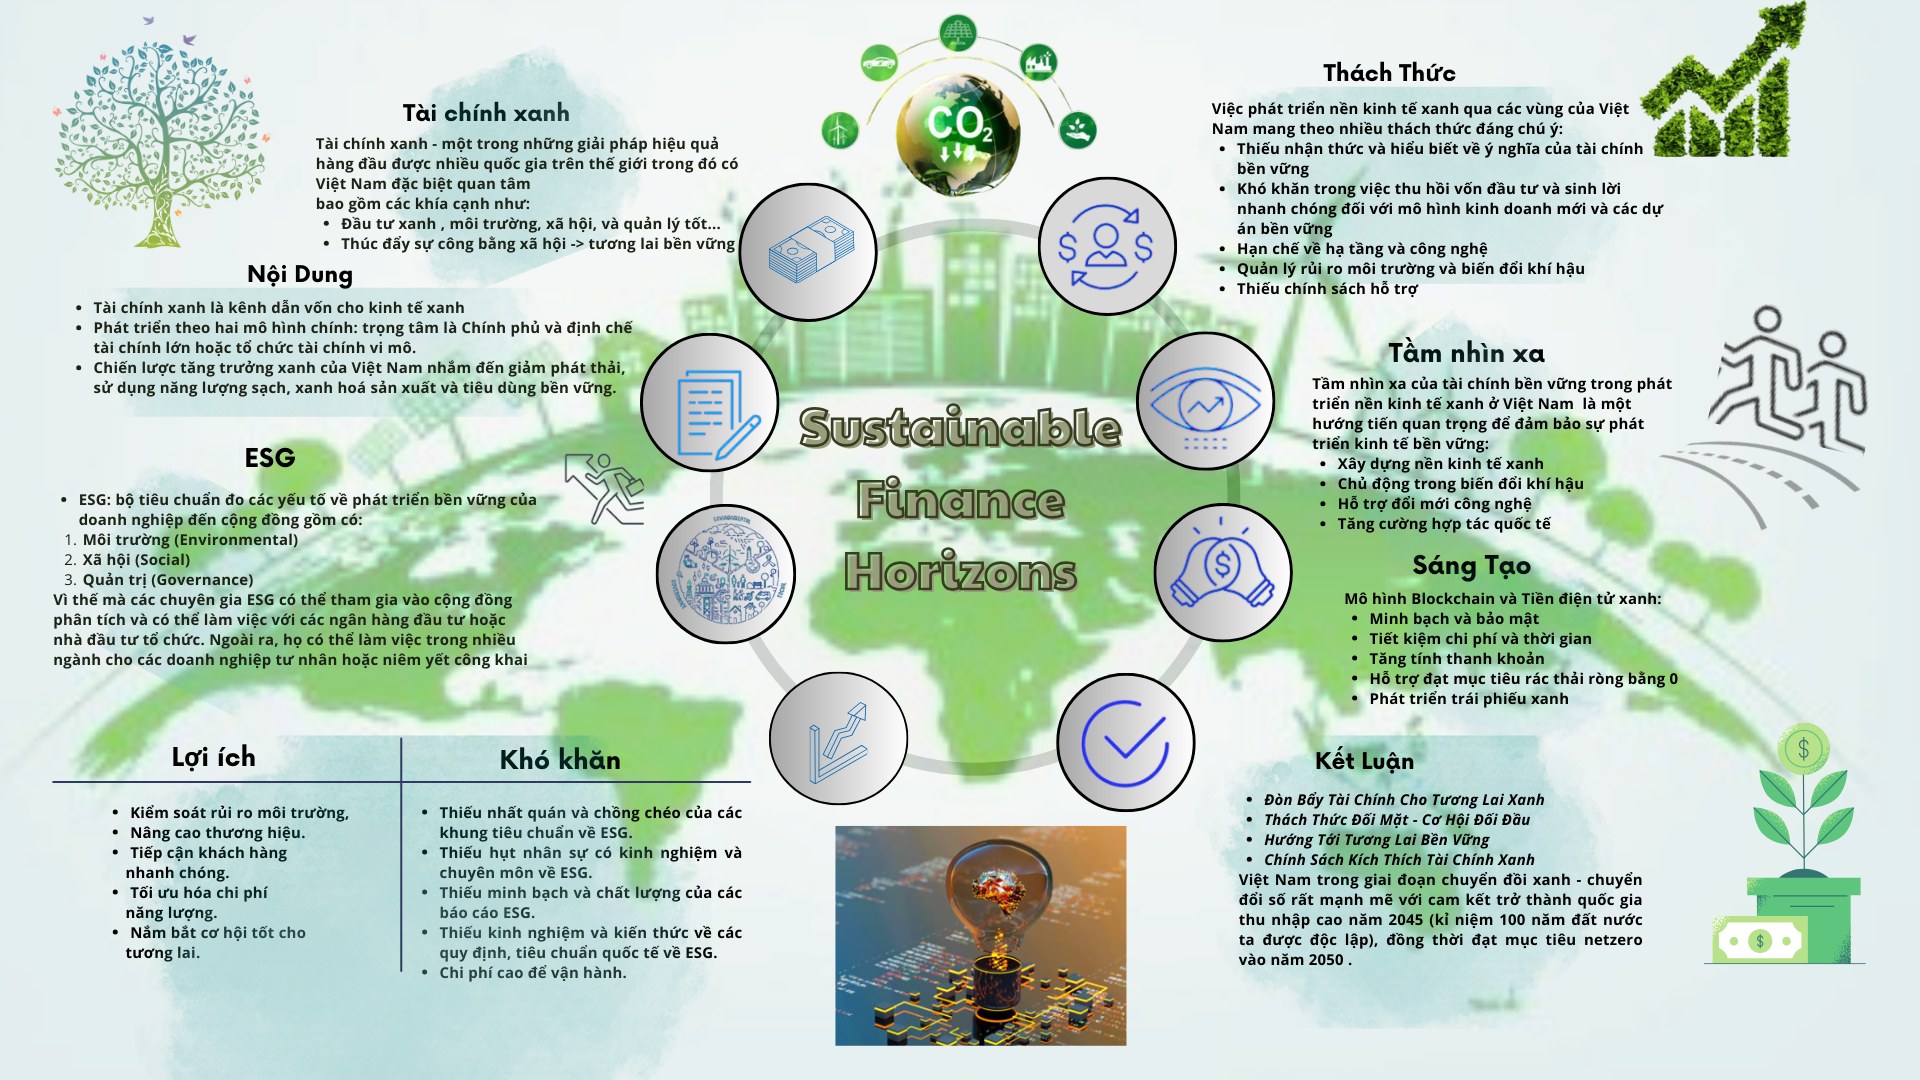 Tài chính xanh
Tài chính xanh - một trong những giải pháp hiệu quả
hàng đầu được nhiều quốc gia trên thế giới trong đó có
Việt Nam đặc biệt quan tâm
bao gồm các khía cạnh như:
• Đầu tư xanh , môi trường, xã hội, và quản lý tốt...
• Thúc đẩy sự công bằng xã hội -> tương lai bền vững
Nội Dung
• Tài chính xanh là kênh dẫn vốn cho kinh tế xanh
• Phát triển theo hai mô hình chính: trọng tâm là Chính phủ và định chế
tài chính lớn hoặc tổ chức tài chính vi mô.
• Chiến lược tăng trưởng xanh của Việt Nam nhắm đến giảm phát thải,
sử dụng năng lượng sạch, xanh hoá sản xuất và tiêu dùng bền vững.
ESG
• ESG: bộ tiêu chuẩn đo các yếu tố về phát triển bền vững của
doanh nghiệp đến cộng đồng gồm có:
1. Môi trường (Environmental)
2. Xã hội (Social)
3. Quản trị (Governance)
Vì thế mà các chuyên gia ESG có thể tham gia vào cộng đồng
phân tích và có thể làm việc với các ngân hàng đầu tư hoặc
nhà đầu tư tổ chức. Ngoài ra, họ có thể làm việc trong nhiều
ngành cho các doanh nghiệp tư nhân hoặc niêm yết công khai
Lợi ích
• Kiểm soát rủi ro môi trường,
• Nâng cao thương hiệu.
• Tiếp cận khách hàng
nhanh chóng.
• Tối ưu hóa chi phí
năng lượng.
• Nắm bắt cơ hội tốt cho
tương lai.
Khó khăn
• Thiếu nhất quán và chồng chéo của các
khung tiêu chuẩn về ESG.
• Thiếu hụt nhân sự có kinh nghiệm và
chuyên môn về ESG.
• Thiếu minh bạch và chất lượng của các
báo cáo ESG.
• Thiếu kinh nghiệm và kiến thức về các
quy định, tiêu chuẩn quốc tế về ESG.
• Chi phí cao để vận hành.
CO2
Sustainable
Finance
Horizons
Thách Thức
Việc phát triển nền kinh tế xanh qua các vùng của Việt
Nam mang theo nhiều thách thức đáng chú ý:
• Thiếu nhận thức và hiểu biết về ý nghĩa của tài chính
bền vững
• Khó khăn trong việc thu hồi vốn đầu tư và sinh lời
nhanh chóng đối với mô hình kinh doanh mới và các dự
án bền vững
• Hạn chế về hạ tầng và công nghệ
• Quản lý rủi ro môi trường và biến đổi khí hậu
• Thiếu chính sách hỗ trợ
Tầm nhìn xa
Tầm nhìn xa của tài chính bền vững trong phát
triển nền kinh tế xanh ở Việt Nam là một
hướng tiến quan trọng để đảm bảo sự phát
triển kinh tế bền vững:
• Xây dựng nền kinh tế xanh
• Chủ động trong biến đổi khí hậu
• Hỗ trợ đổi mới công nghệ
• Tăng cường hợp tác quốc tế
Sáng Tạo
Mô hình Blockchain và Tiền điện tử xanh:
• Minh bạch và bảo mật
• Tiết kiệm chi phí và thời gian
• Tăng tính thanh khoản
• Hỗ trợ đạt mục tiêu rác thải ròng bằng 0
• Phát triển trái phiếu xanh
Kết Luận
• Đòn Bẩy Tài Chính Cho Tương Lai Xanh
• Thách Thức Đối Mặt - Cơ Hội Đối Đầu
• Hướng Tới Tương Lai Bền Vững
• Chính Sách Kích Thích Tài Chính Xanh
Việt Nam trong giai đoạn chuyển đồi xanh - chuyển
đổi số rất mạnh mẽ với cam kết trở thành quốc gia
thu nhập cao năm 2045 (kỉ niệm 100 năm đất nước
ta được độc lập), đồng thời đạt mục tiêu netzero
vào năm 2050 .